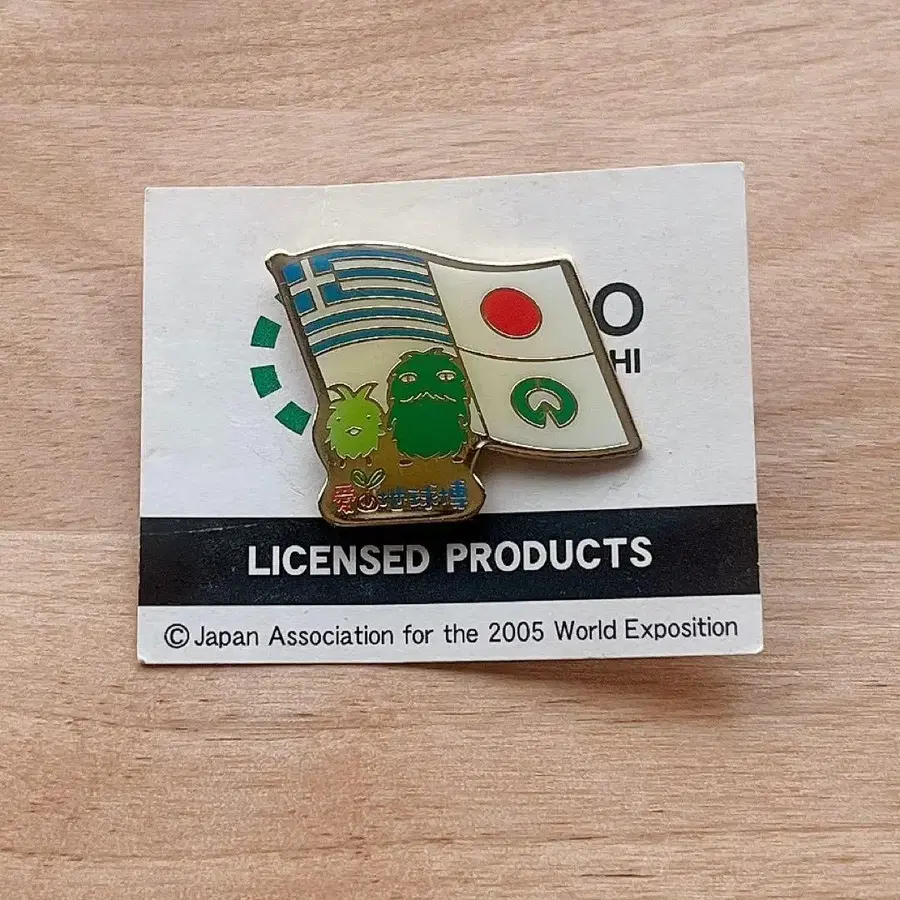 O
HI
愛・地球博
LICENSED PRODUCTS
© Japan Association for the 2005 World Exposition